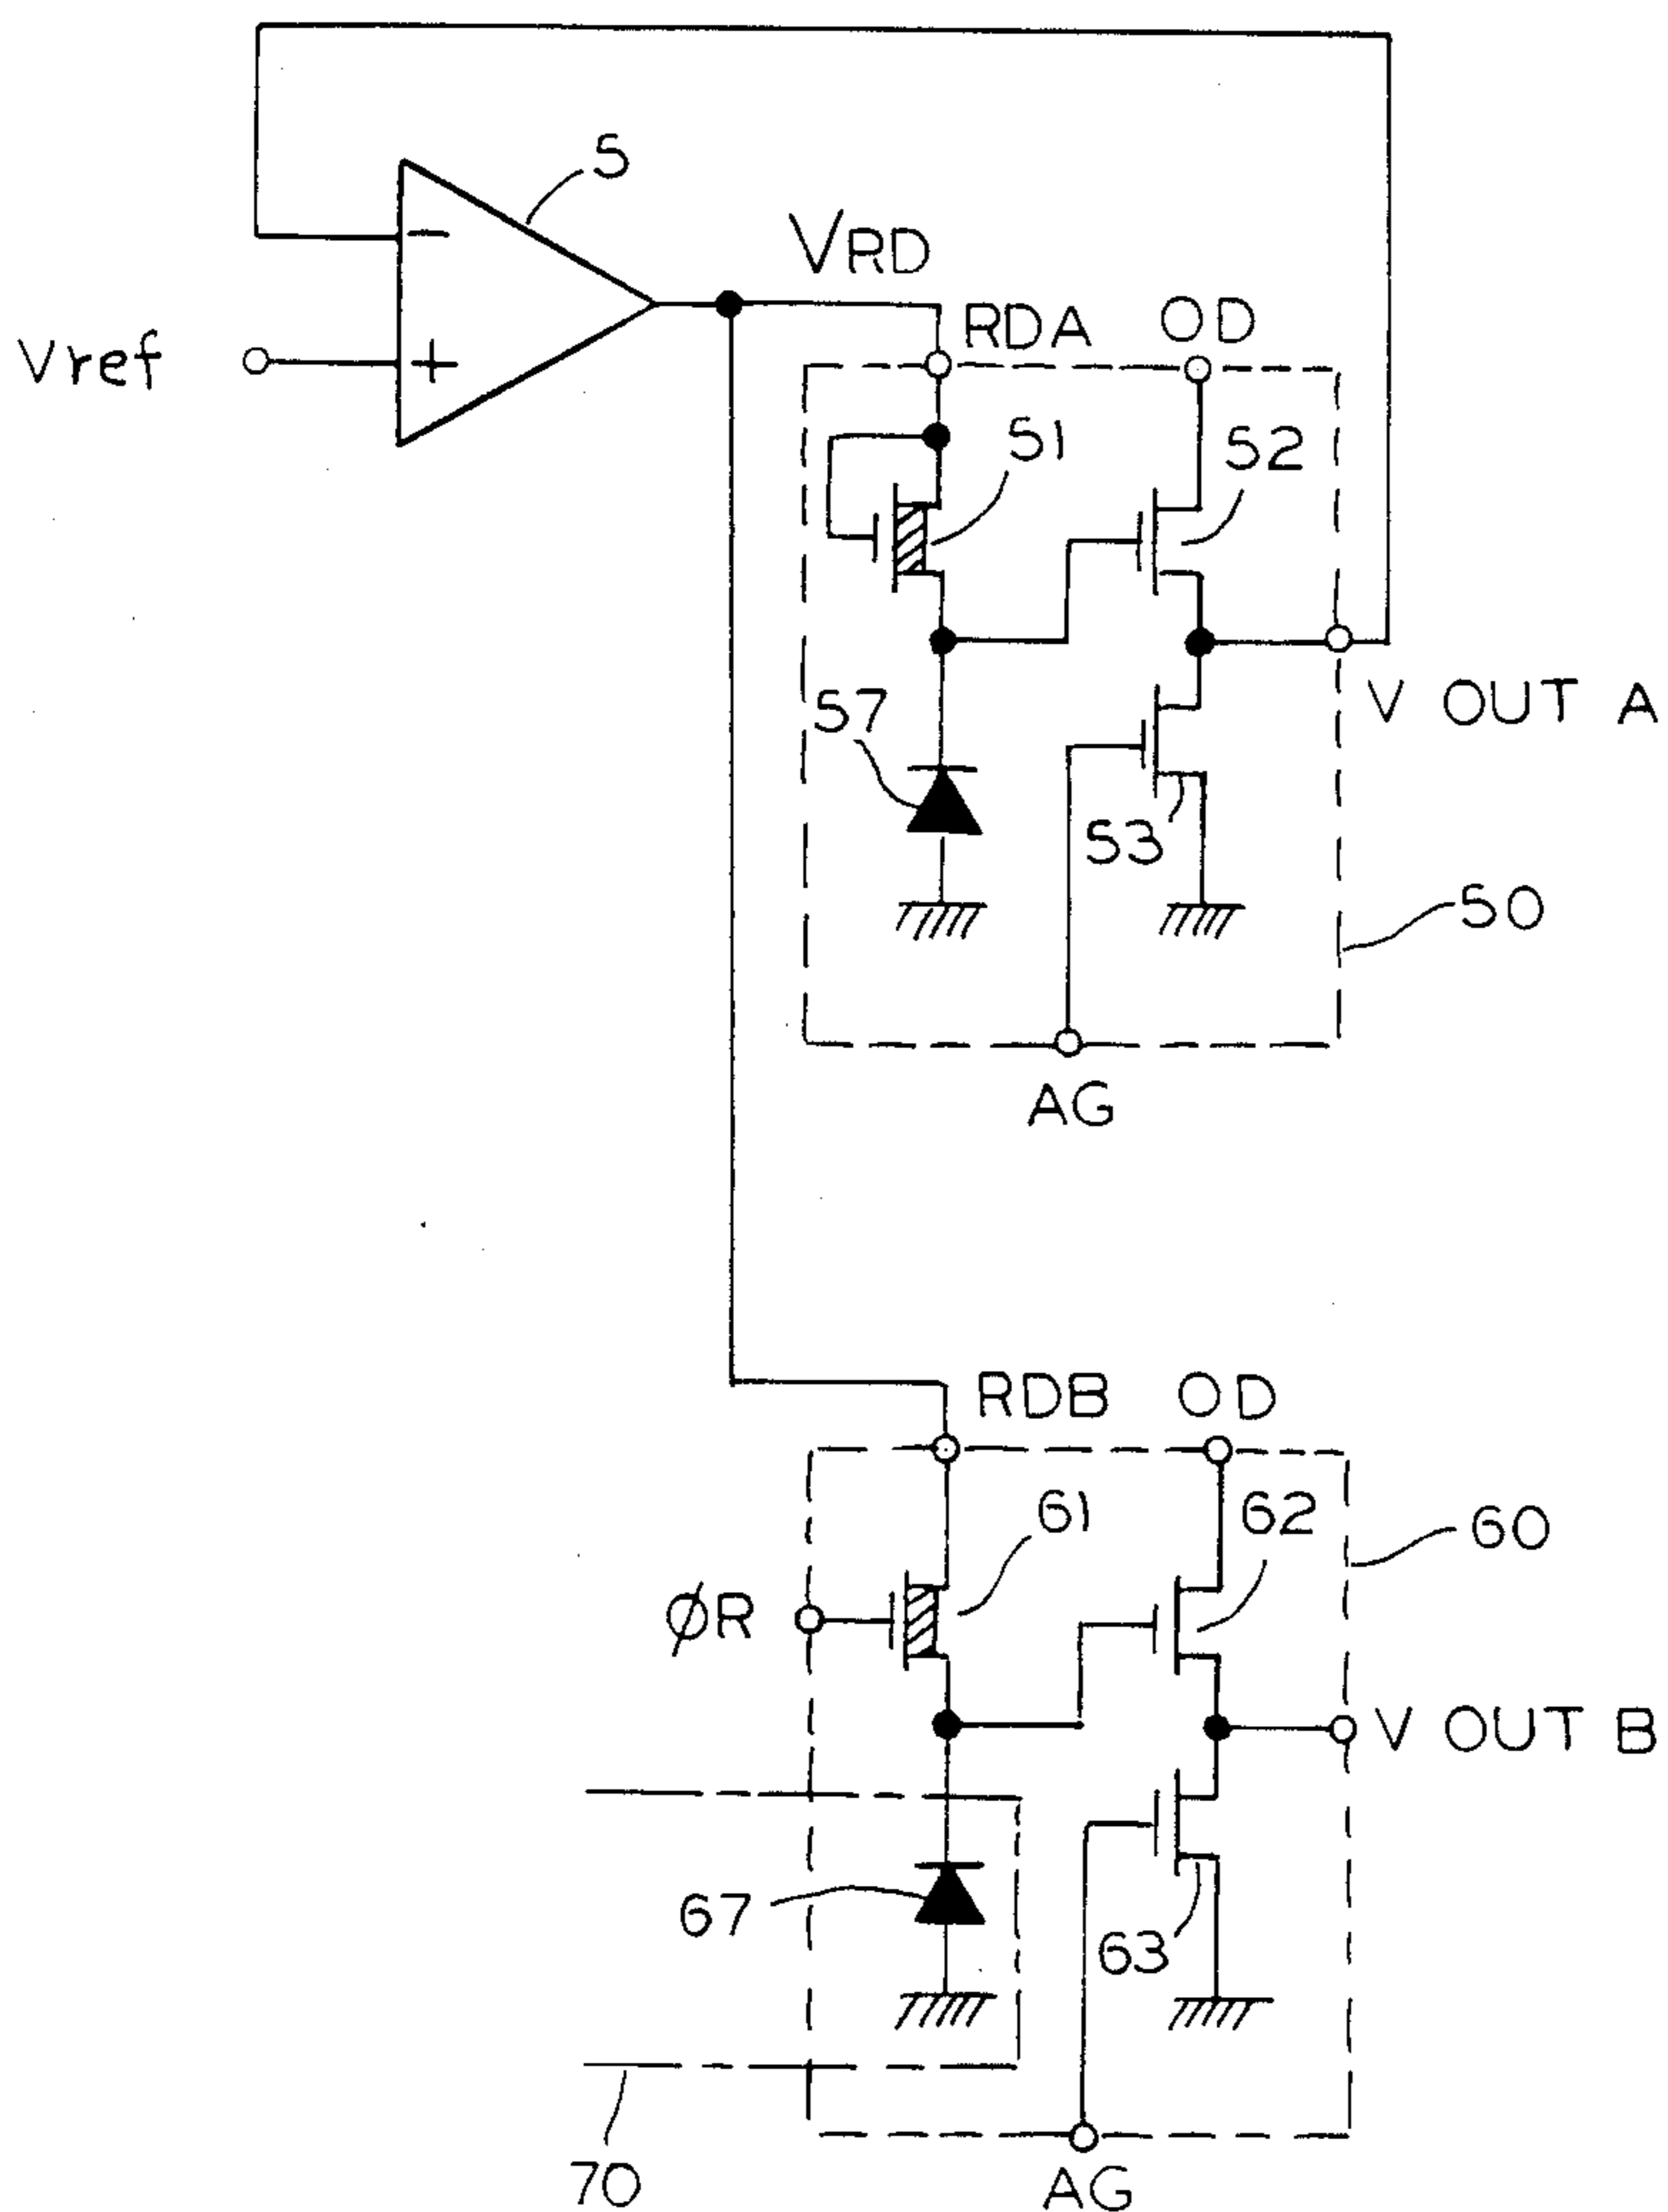 5
VRD
Vref
−
+
RDA OD
51
52
57
V OUT A
53
50
AG
RDB OD
61
62
60
ØR
V OUT B
67
63
70
AG